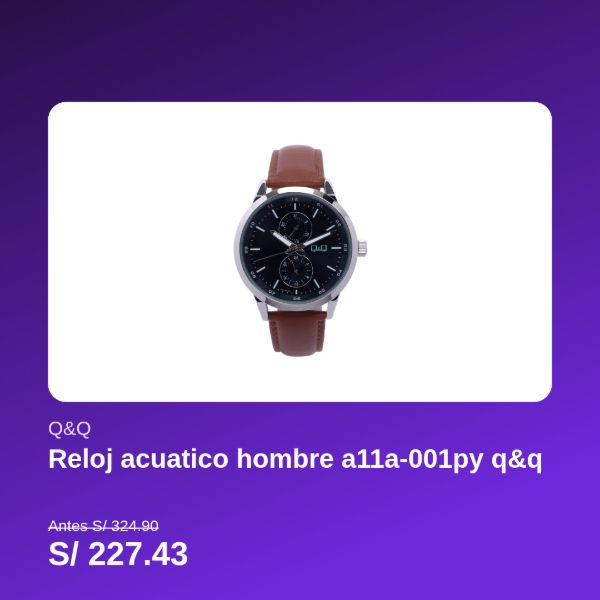 Q&Q
Q&Q
Reloj acuatico hombre a11a-001py q&q
Antes S/ 324.90
S/ 227.43